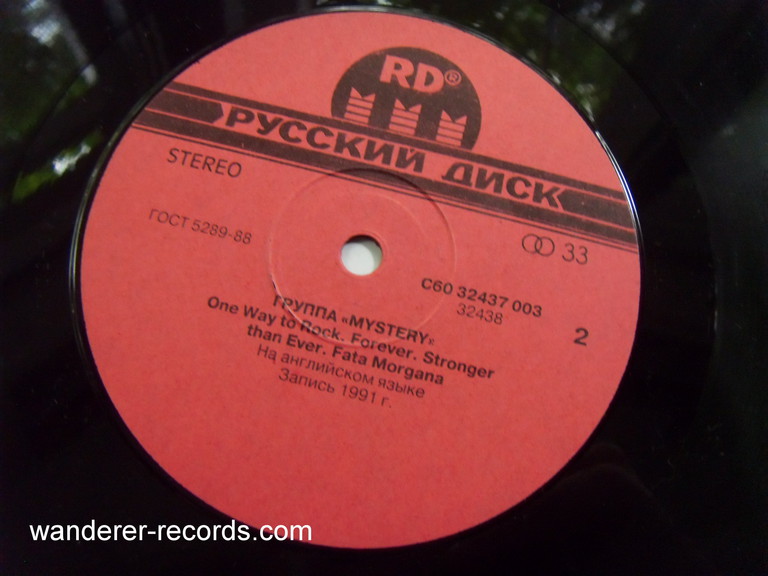 RD®
РУССКИЙ ДИСК
STEREO
ГОСТ 5289-88
33
С60 32437 003
32438
2
ГРУППА «MYSTERY»
One Way to Rock. Forever. Stronger
than Ever. Fata Morgana
На английском языке
Запись 1991 г.
wanderer-records.com